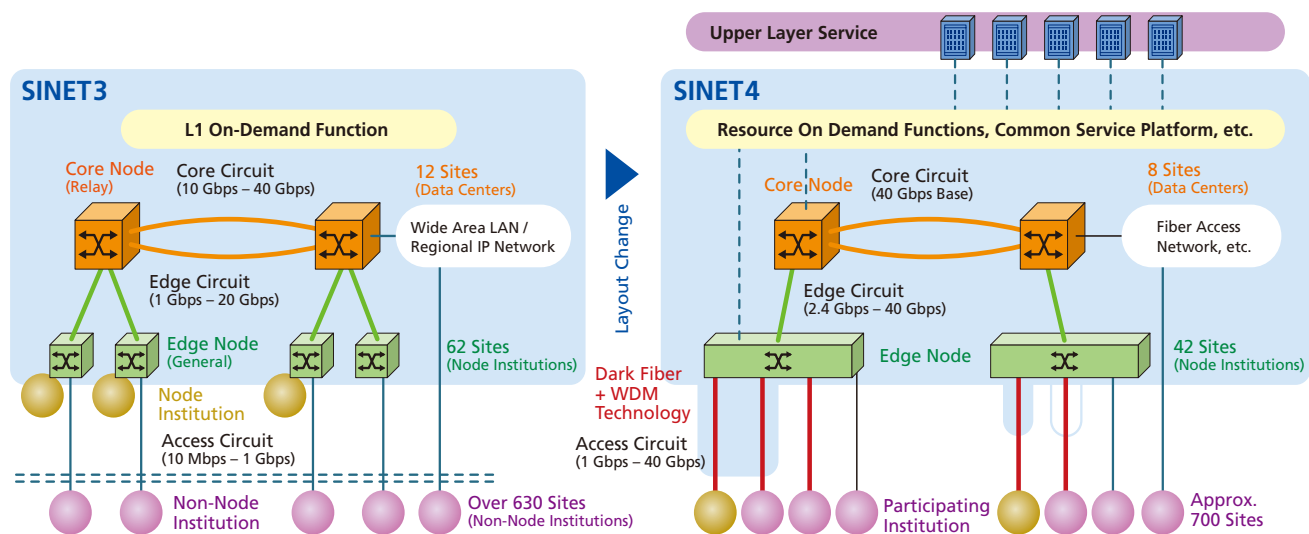 Upper Layer Service
SINET3
L1 On-Demand Function
Core Node
(Relay)
Core Circuit
(10 Gbps – 40 Gbps)
12 Sites
(Data Centers)
Wide Area LAN /
Regional IP Network
Edge Circuit
(1 Gbps – 20 Gbps)
Edge Node
(General)
62 Sites
(Node Institutions)
Node
Institution
Access Circuit
(10 Mbps – 1 Gbps)
Non-Node
Institution
Over 630 Sites
(Non-Node Institutions)
Layout Change
SINET4
Resource On Demand Functions, Common Service Platform, etc.
Core Node
Core Circuit
(40 Gbps Base)
8 Sites
(Data Centers)
Fiber Access
Network, etc.
Edge Circuit
(2.4 Gbps – 40 Gbps)
Edge Node
42 Sites
(Node Institutions)
Dark Fiber
+ WDM
Technology
Access Circuit
(1 Gbps – 40 Gbps)
Participating
Institution
Approx.
700 Sites